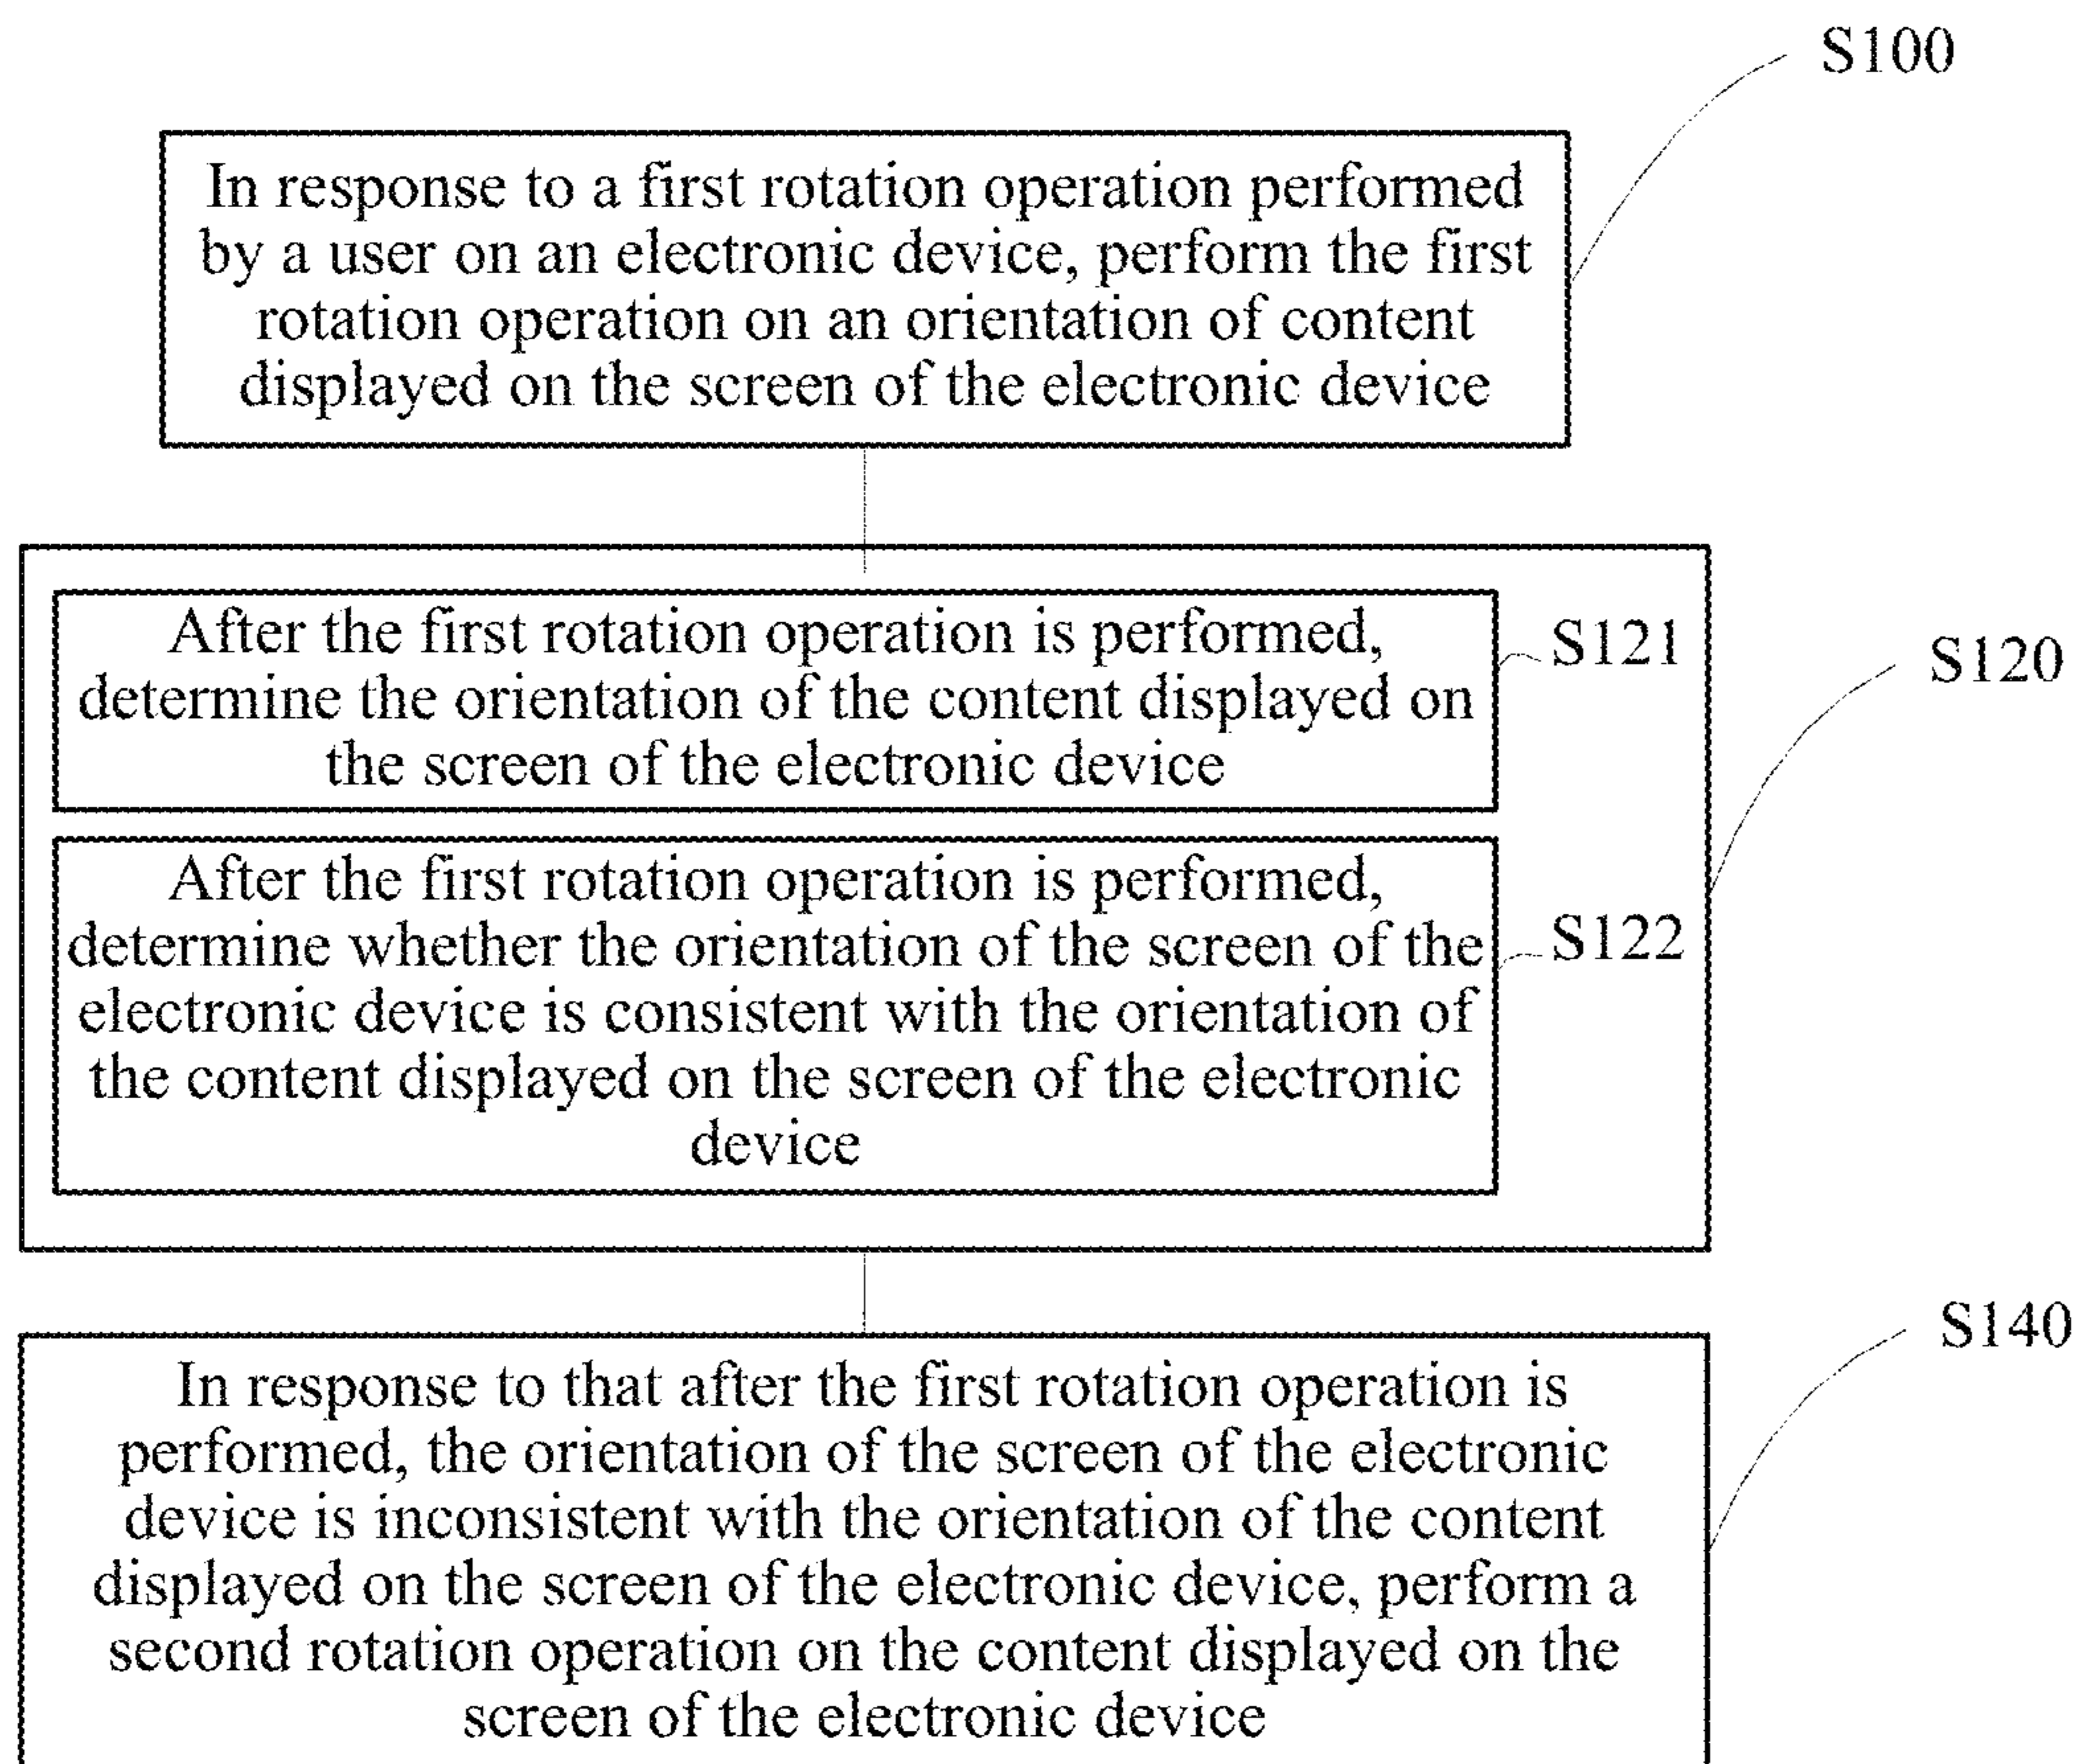 S100
In response to a first rotation operation performed
by a user on an electronic device, perform the first
rotation operation on an orientation of content
displayed on the screen of the electronic device
After the first rotation operation is performed,
determine the orientation of the content displayed on
the screen of the electronic device
S121
S120
After the first rotation operation is performed,
determine whether the orientation of the screen of the
electronic device is consistent with the orientation of
the content displayed on the screen of the electronic
device
S122
S140
In response to that after the first rotation operation is
performed, the orientation of the screen of the electronic
device is inconsistent with the orientation of the content
displayed on the screen of the electronic device, perform a
second rotation operation on the content displayed on the
screen of the electronic device